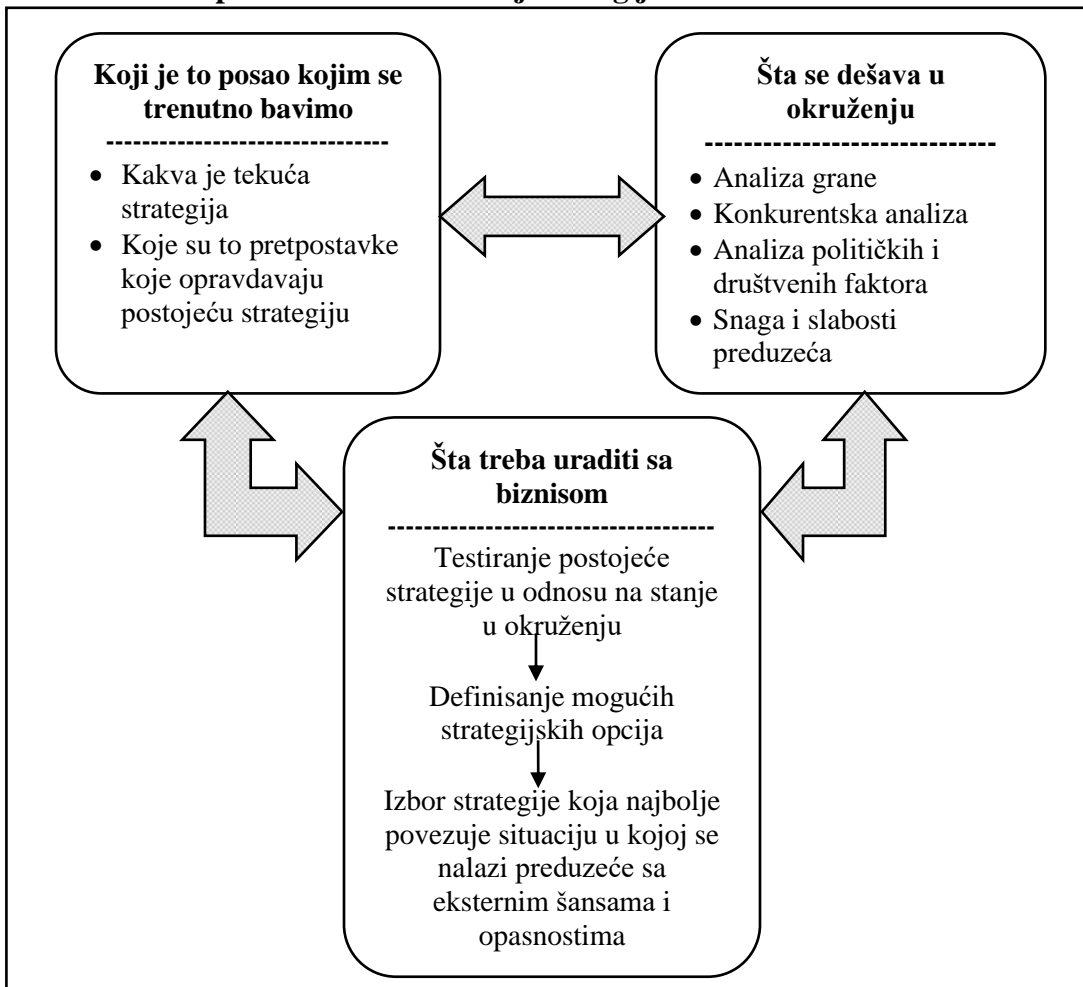 Koji je to posao kojim se
trenutno bavimo
--------------------------------
• Kakva je tekuća
strategija
• Koje su to pretpostavke
koje opravdavaju
postojeću strategiju
Šta se dešava u
okruženju
--------------------------------
• Analiza grane
• Konkurentska analiza
• Analiza političkih i
društvenih faktora
• Snaga i slabosti
preduzeća
Šta treba uraditi sa
biznisom
------------------------------------
Testiranje postojeće
strategije u odnosu na stanje
u okruženju
Definisanje mogućih
strategijskih opcija
Izbor strategije koja najbolje
povezuje situaciju u kojoj se
nalazi preduzeće sa
eksternim šansama i
opasnostima